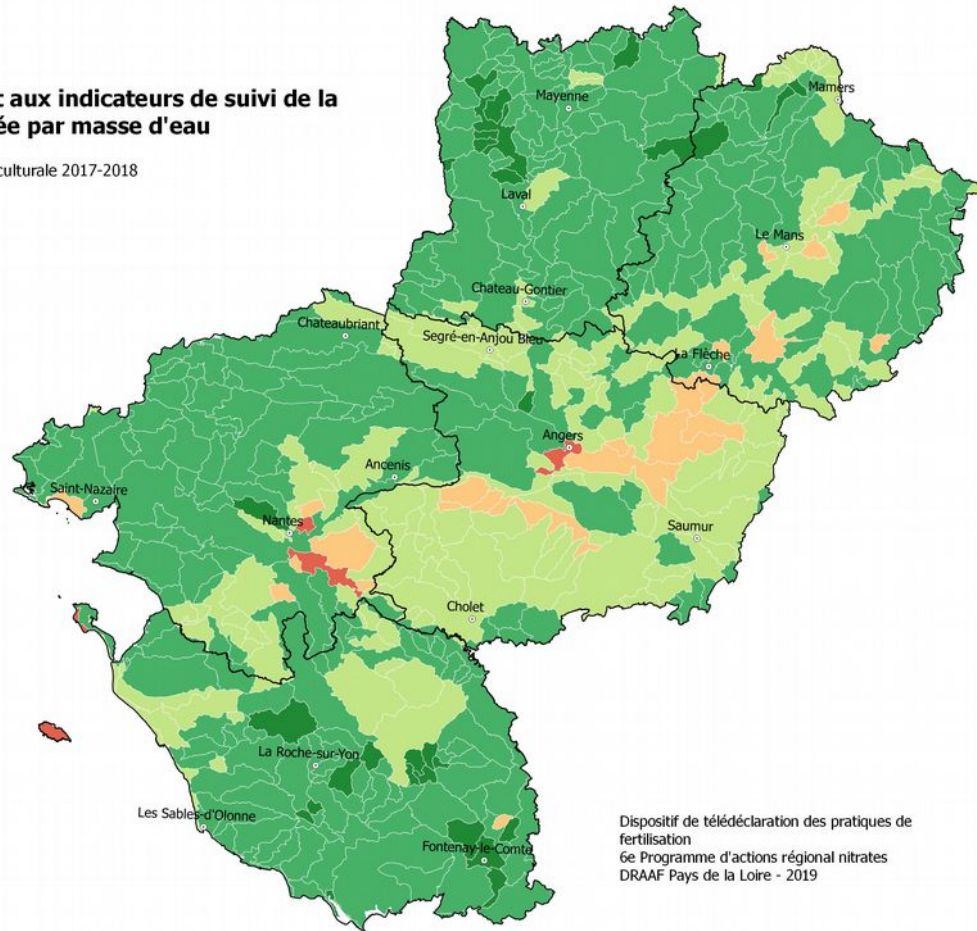 aux indicateurs de suivi de la
par masse d'eau
culturale 2017-2018
Mamers
Mayenne
Laval
Le Mans
Chateau-Gontier
Chateaubriant
Segré-en-Anjou Bleu
La Flèche
Angers
Ancenis
Saint-Nazaire
Nantes
Saumur
Cholet
La Roche-sur-Yon
Les Sables-d'Olonne
Fontenay-le-Comte
Dispositif de télédéclaration des pratiques de
fertilisation
6e Programme d'actions régional nitrates
DRAAF Pays de la Loire - 2019